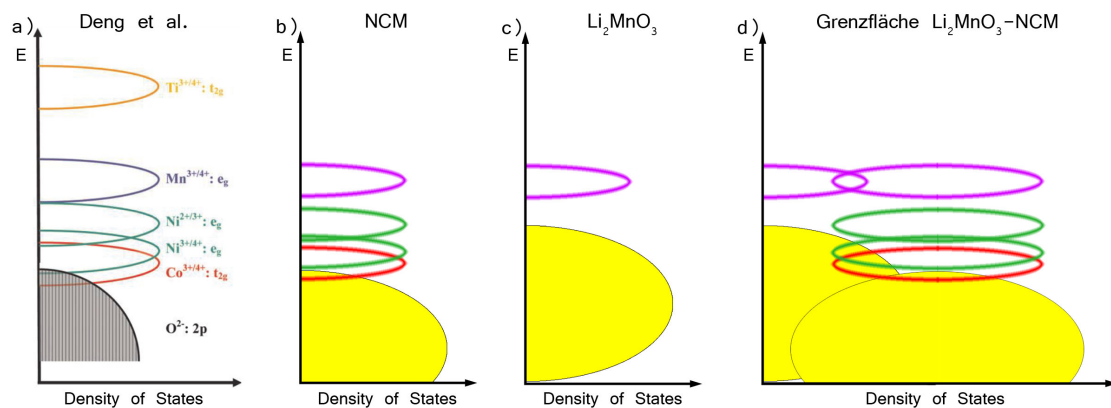 a) Deng et al.
E
Ti³⁺/⁴⁺: t₂g
Mn³⁺/⁴⁺: eg
Ni²⁺/³⁺: eg
Ni³⁺/⁴⁺: eg
Co³⁺/⁴⁺: t₂g
O²⁻: 2p
Density of States
b) NCM
E
Density of States
c) Li₂MnO₃
E
Density of States
d) Grenzfläche Li₂MnO₃-NCM
E
Density of States